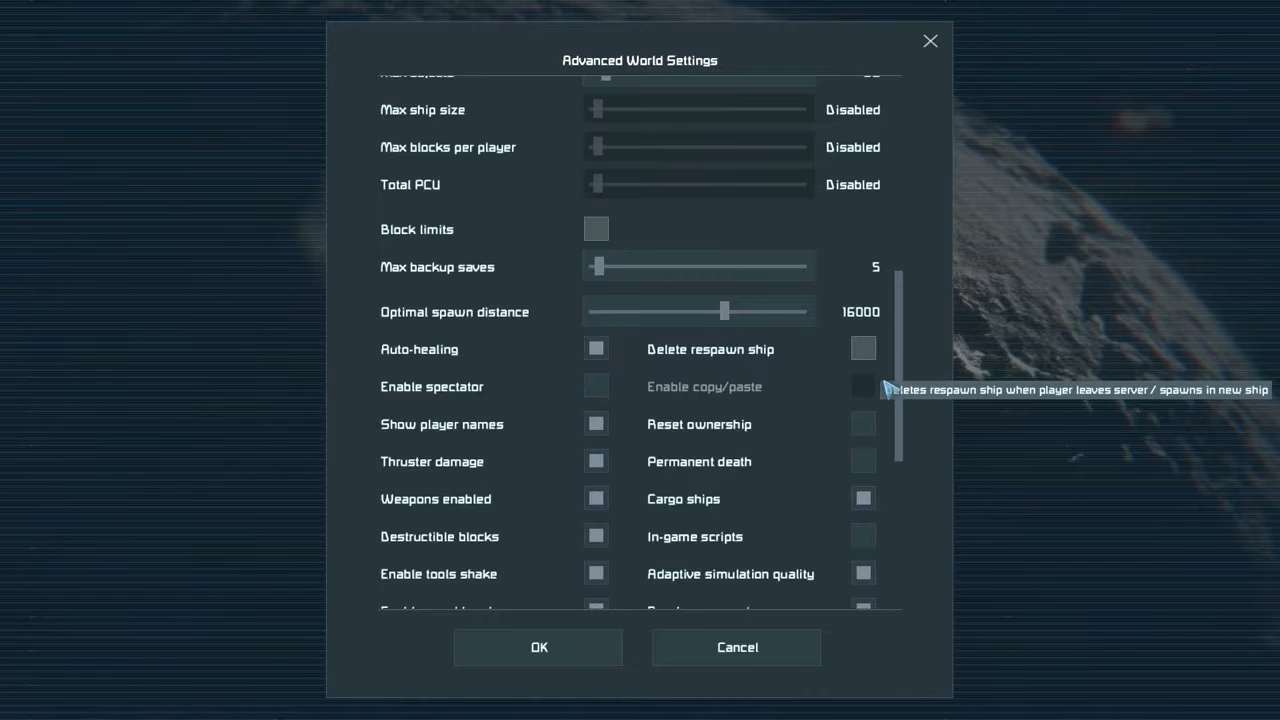 Advanced World Settings
Max ship size Disabled
Max blocks per player Disabled
Total PCU Disabled
Block limits
Max backup saves 5
Optimal spawn distance 16000
Auto-healing Delete respawn ship
Enable spectator Enable copy/paste
eletes respawn ship when player leaves server / spawns in new ship
Show player names Reset ownership
Thruster damage Permanent death
Weapons enabled Cargo ships
Destructible blocks In-game scripts
Enable tools shake Adaptive simulation quality
OK Cancel